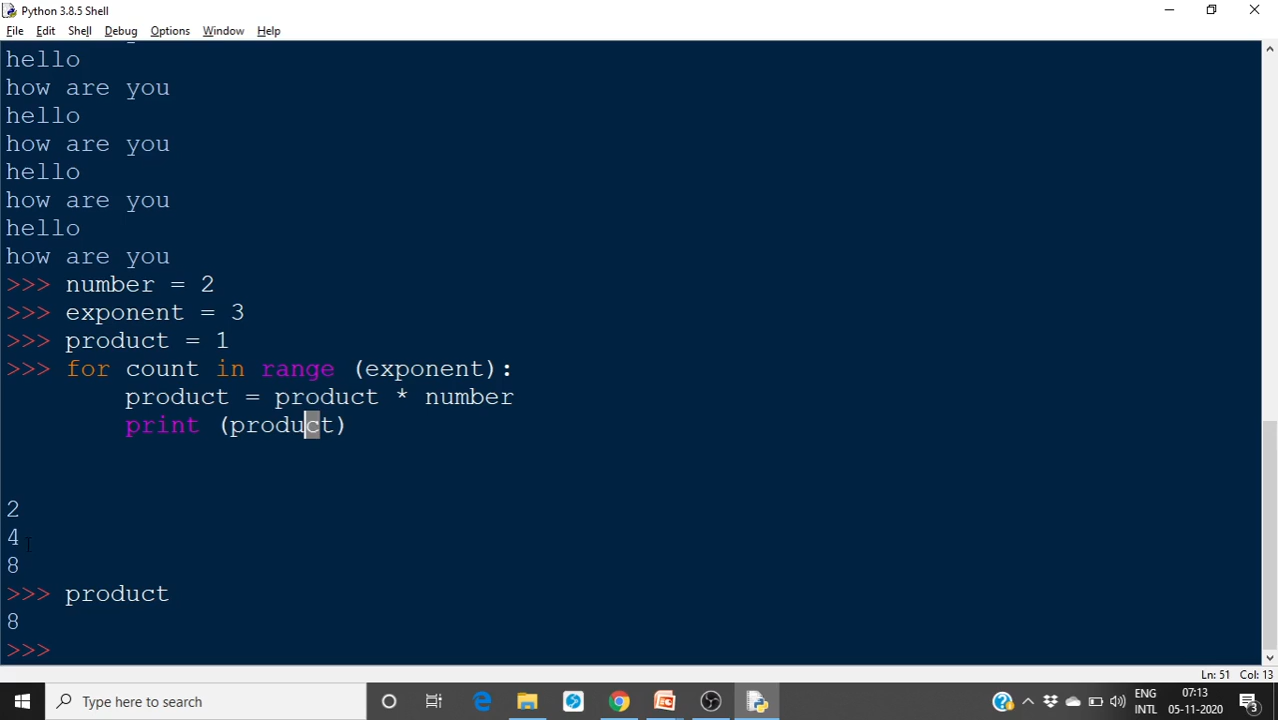 Python 3.8.5 Shell
File Edit Shell Debug Options Window Help
hello
how are you
hello
how are you
hello
how are you
hello
how are you
>>> number = 2
>>> exponent = 3
>>> product = 1
>>> for count in range (exponent):
product = product * number
print (product)
2
4
8
>>> product
8
>>>
Ln: 51 Col: 13
Type here to search
ENG
INTL
07:13
05-11-2020
3